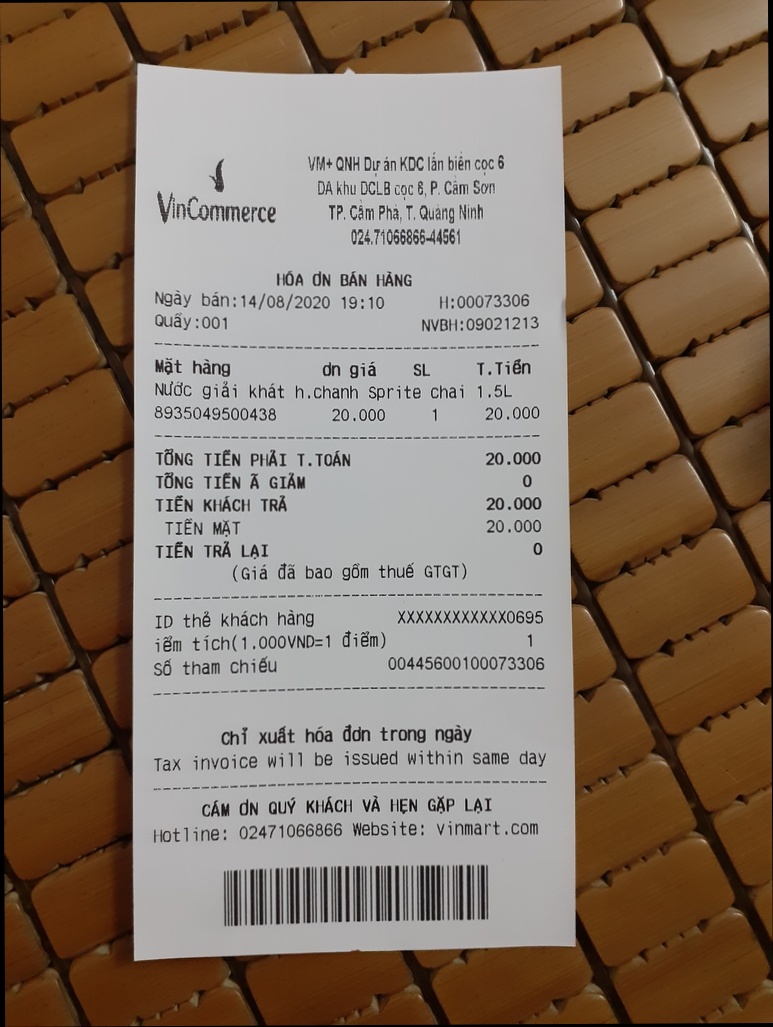 VinCommerce
VM+ QNH Dự án KDC lấn biển cọc 6
DA khu DCLB cọc 6, P. Cẩm Sơn
TP. Cẩm Phả, T. Quảng Ninh
024.71066866-44561
HÓA ƠN BÁN HÀNG
Ngày bán:14/08/2020 19:10 H:00073306
Quầy:001 NVBH:09021213
Mặt hàng ơn giá SL T.Tiền
Nước giải khát h.chanh Sprite chai 1.5L
8935049500438 20.000 1 20.000
TỔNG TIỀN PHẢI T.TOÁN 20.000
TỔNG TIỀN Ã GIẢM 0
TIỀN KHÁCH TRẢ 20.000
TIỀN MẶT 20.000
TIỀN TRẢ LẠI 0
(Giá đã bao gồm thuế GTGT)
ID thẻ khách hàng XXXXXXXXXXXX0695
iểm tích(1.000VND=1 điểm) 1
Số tham chiếu 00445600100073306
Chỉ xuất hóa đơn trong ngày
Tax invoice will be issued within same day
CÁM ƠN QUÝ KHÁCH VÀ HẸN GẶP LẠI
Hotline: 02471066866 Website: vinmart.com